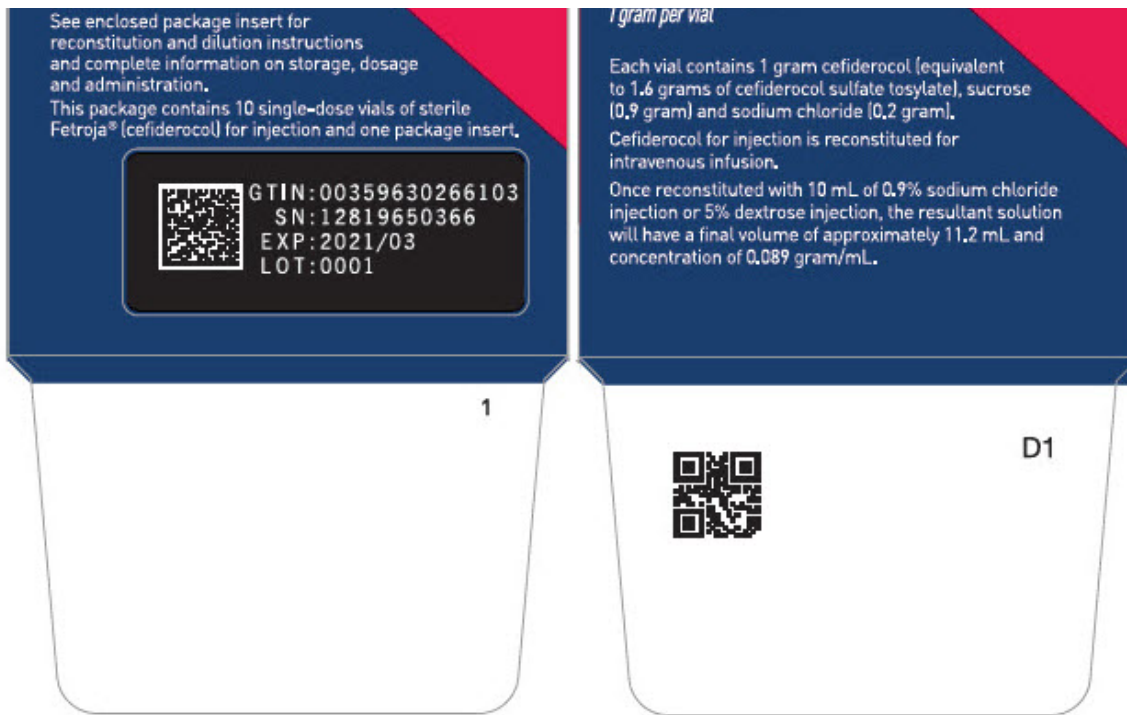 See enclosed package insert for
reconstitution and dilution instructions
and complete information on storage, dosage
and administration.
This package contains 10 single-dose vials of sterile
Fetroja® (cefiderocol) for injection and one package insert.
GTIN:00359630266103
SN:12819650366
EXP:2021/03
LOT:0001
1
1 gram per vial
Each vial contains 1 gram cefiderocol (equivalent
to 1.6 grams of cefiderocol sulfate tosylate), sucrose
(0.9 gram) and sodium chloride (0.2 gram).
Cefiderocol for injection is reconstituted for
intravenous infusion.
Once reconstituted with 10 mL of 0.9% sodium chloride
injection or 5% dextrose injection, the resultant solution
will have a final volume of approximately 11.2 mL and
concentration of 0.089 gram/mL.
D1